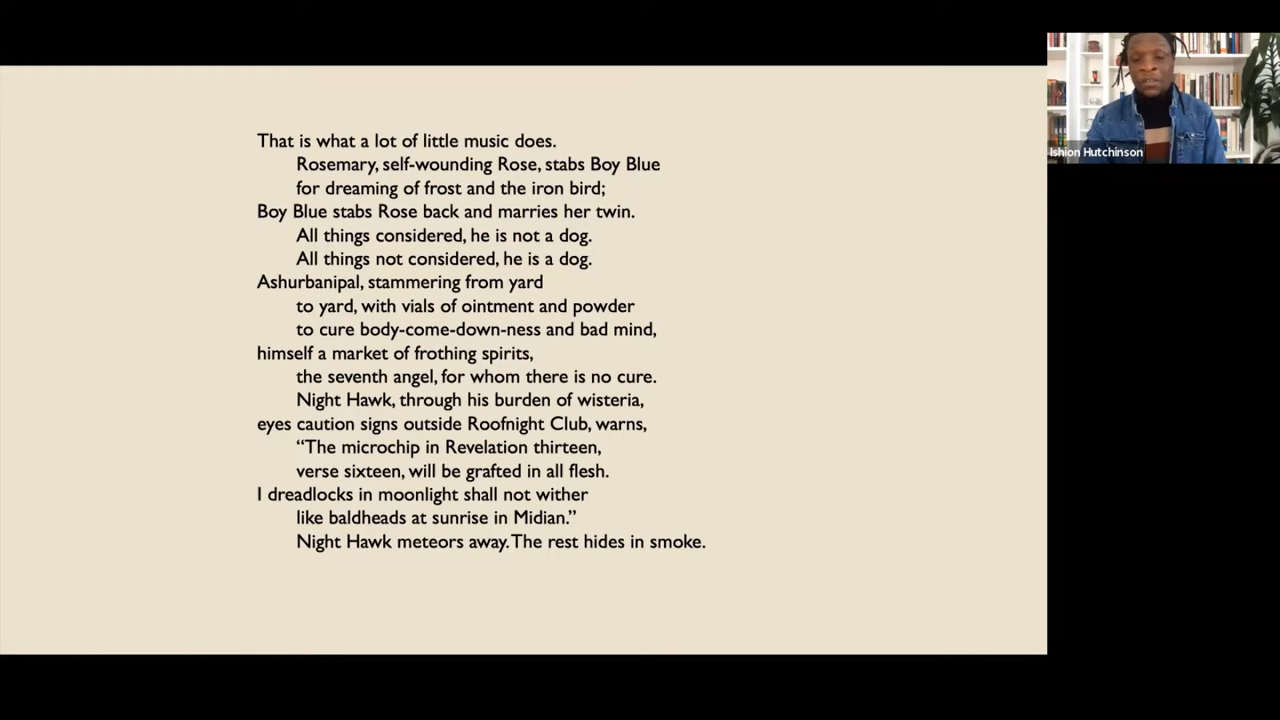 That is what a lot of little music does.
Rosemary, self-wounding Rose, stabs Boy Blue
for dreaming of frost and the iron bird;
Boy Blue stabs Rose back and marries her twin.
All things considered, he is not a dog.
All things not considered, he is a dog.
Ashurbanipal, stammering from yard
to yard, with vials of ointment and powder
to cure body-come-down-ness and bad mind,
himself a market of frothing spirits,
the seventh angel, for whom there is no cure.
Night Hawk, through his burden of wisteria,
eyes caution signs outside Roofnight Club, warns,
“The microchip in Revelation thirteen,
verse sixteen, will be grafted in all flesh.
I dreadlocks in moonlight shall not wither
like baldheads at sunrise in Midian.”
Night Hawk meteors away. The rest hides in smoke.
Ishion Hutchinson